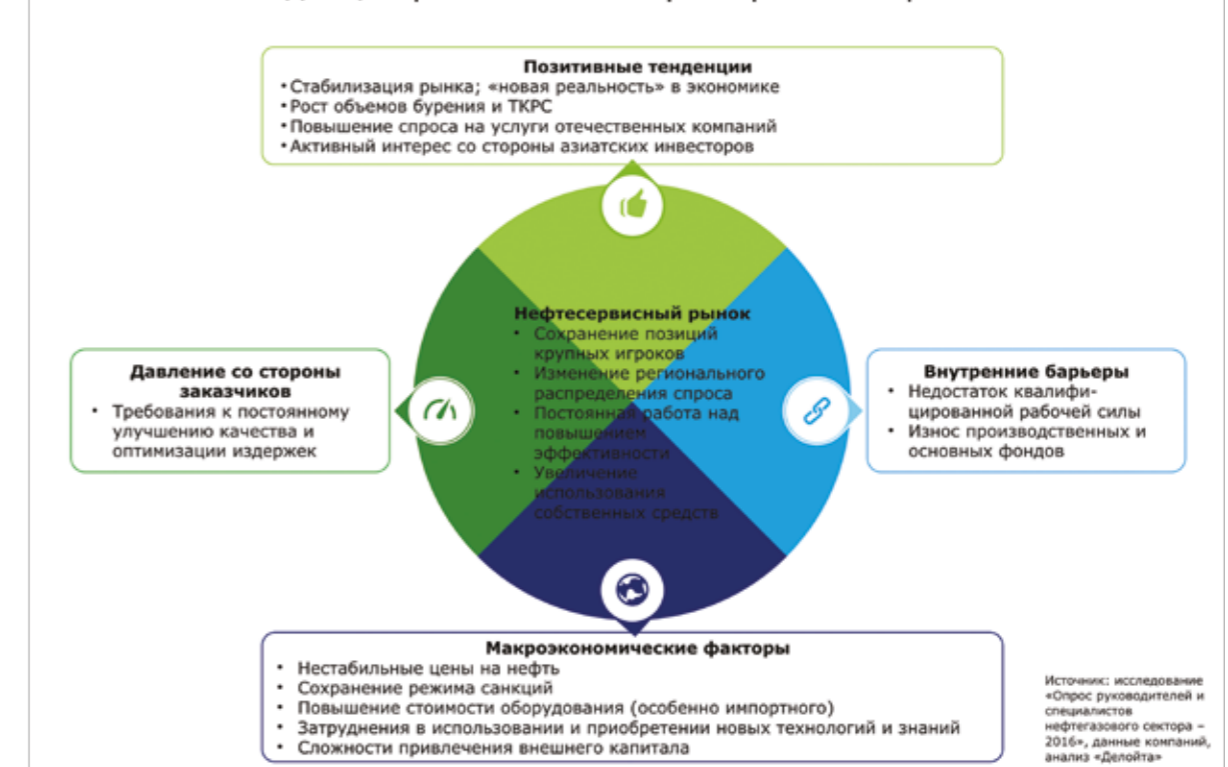 Позитивные тенденции
•Стабилизация рынка; «новая реальность» в экономике
•Рост объемов бурения и ТКРС
•Повышение спроса на услуги отечественных компаний
•Активный интерес со стороны азиатских инвесторов
Нефтесервисный рынок
• Сохранение позиций
крупных игроков
• Изменение регионального
распределения спроса
• Постоянная работа над
повышением
эффективности
• Увеличение
использования
собственных средств
Давление со стороны
заказчиков
• Требования к постоянному
улучшению качества и
оптимизации издержек
Внутренние барьеры
• Недостаток квалифи-
цированной рабочей силы
• Износ производственных и
основных фондов
Макроэкономические факторы
• Нестабильные цены на нефть
• Сохранение режима санкций
• Повышение стоимости оборудования (особенно импортного)
• Затруднения в использовании и приобретении новых технологий и знаний
• Сложности привлечения внешнего капитала
Источник: исследование
«Опрос руководителей и
специалистов
нефтегазового сектора –
2016», данные компаний,
анализ «Делойта»